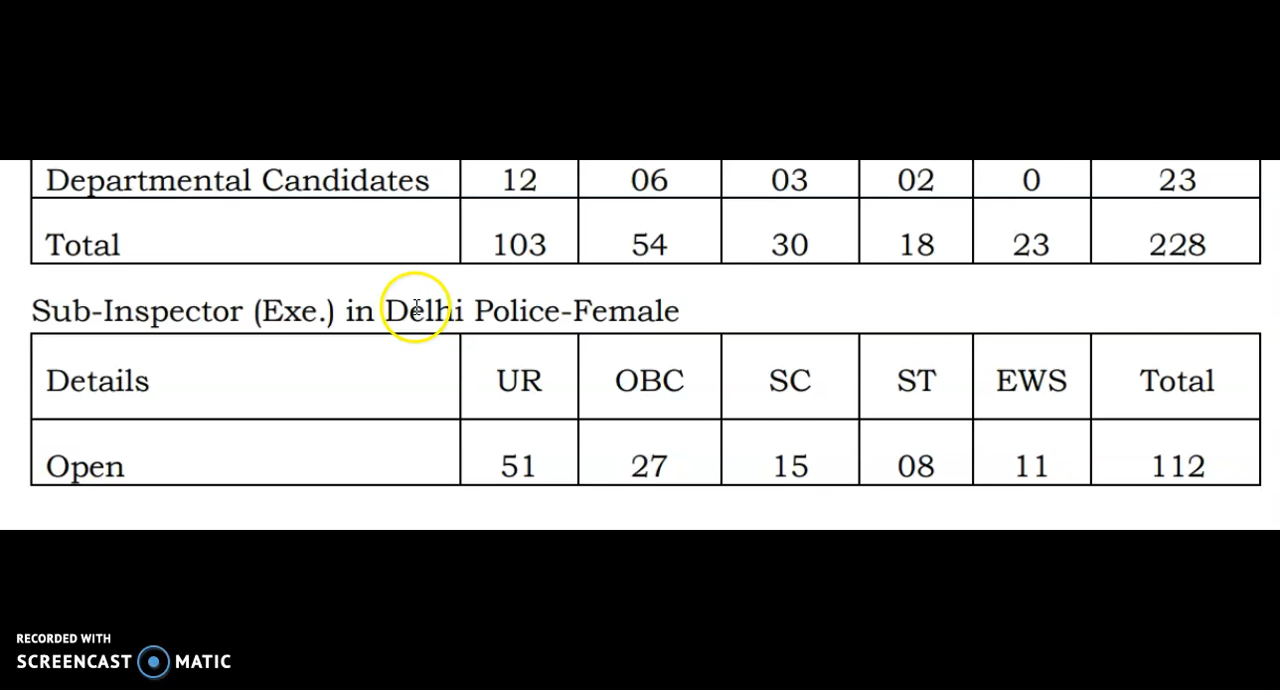 Departmental Candidates 12 06 03 02 0 23
Total 103 54 30 18 23 228
Sub-Inspector (Exe.) in Delhi Police-Female
Details UR OBC SC ST EWS Total
Open 51 27 15 08 11 112
RECORDED WITH
SCREENCAST MATIC